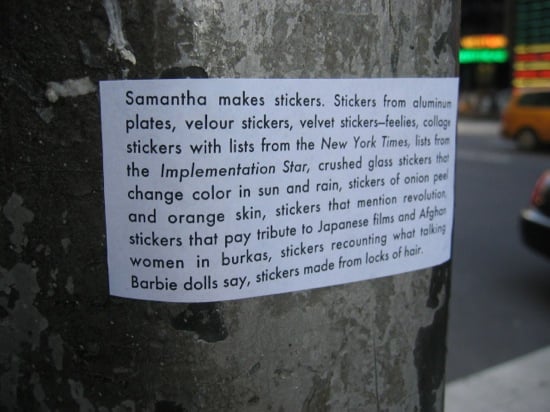 Samantha makes stickers. Stickers from aluminum
plates, velour stickers, velvet stickers–feelies, collage
stickers with lists from the New York Times, lists from
the Implementation Star, crushed glass stickers that
change color in sun and rain, stickers of onion peel
and orange skin, stickers that mention revolution,
stickers that pay tribute to Japanese films and Afghan
women in burkas, stickers recounting what talking
Barbie dolls say, stickers made from locks of hair.